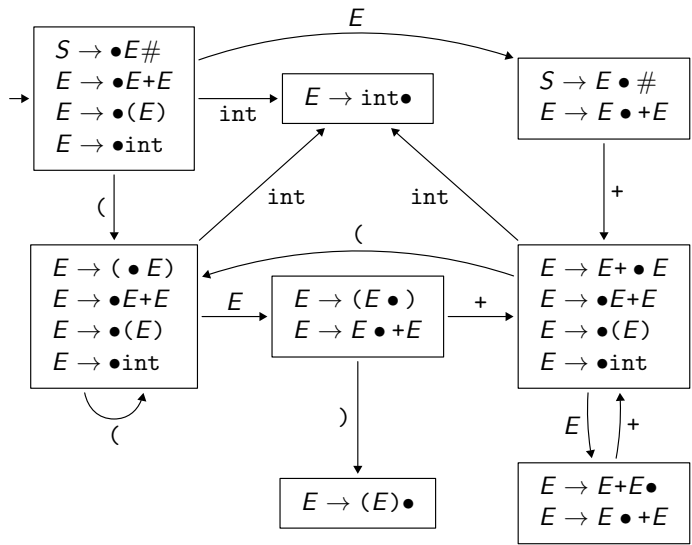 E
S → •E#
E → •E+E
E → •(E)
E → •int
int
E → int•
S → E • #
E → E • +E
(
int
int
+
(
E → ( • E)
E → •E+E
E → •(E)
E → •int
E
E → (E • )
E → E • +E
+
E → E+ • E
E → •E+E
E → •(E)
E → •int
(
)
E
+
E → (E)•
E → E+E•
E → E • +E